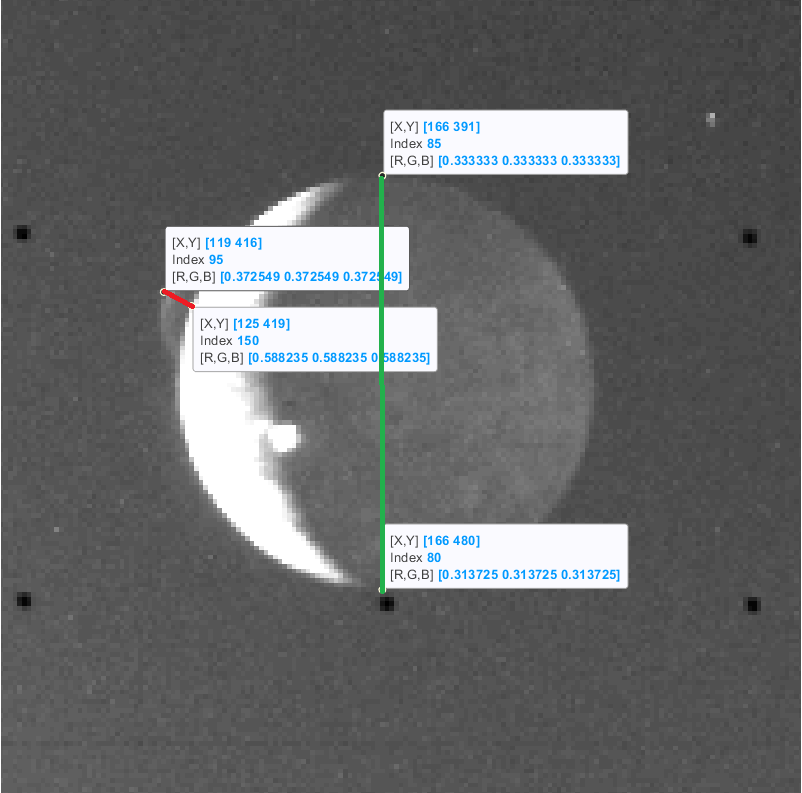 [X,Y] [166 391]
Index 85
[R,G,B] [0.333333 0.333333 0.333333]
[X,Y] [119 416]
Index 95
[R,G,B] [0.372549 0.372549 0.372549]
[X,Y] [125 419]
Index 150
[R,G,B] [0.588235 0.588235 0.588235]
[X,Y] [166 480]
Index 80
[R,G,B] [0.313725 0.313725 0.313725]